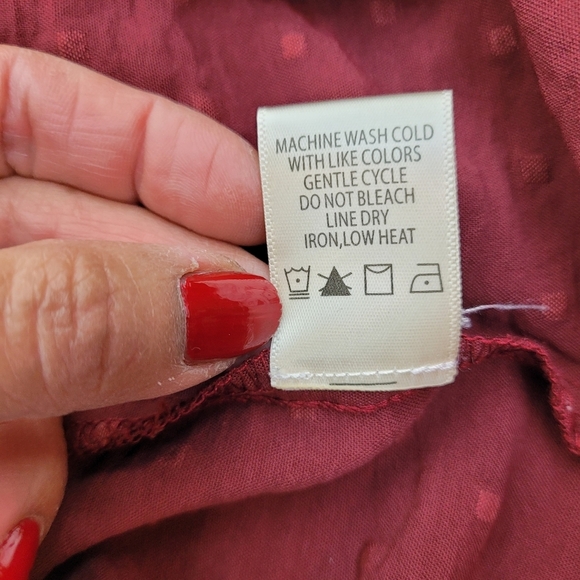 MACHINE WASH COLD
WITH LIKE COLORS
GENTLE CYCLE
DO NOT BLEACH
LINE DRY
IRON,LOW HEAT